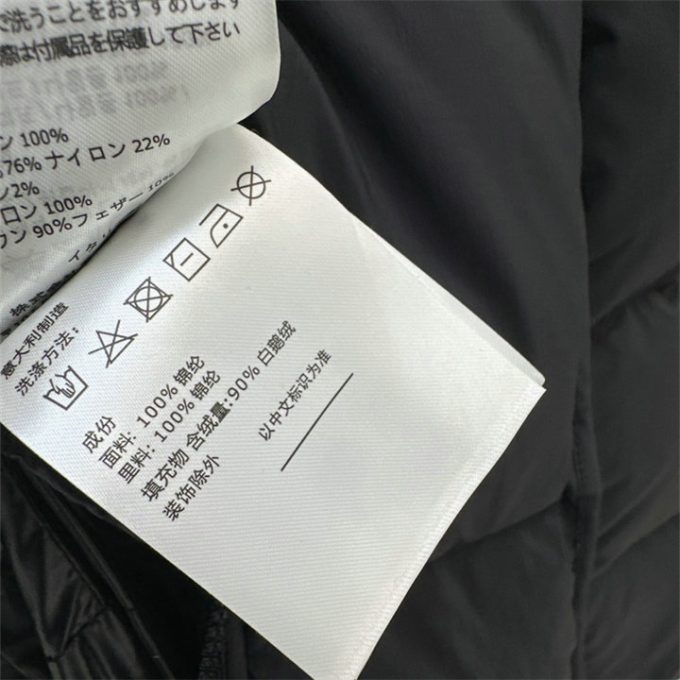 で洗うことをおすすめします
際は付属品を保護して下さい
ン 100%
76% ナイロン 22%
ン2%
ロン 100%
ウン 90%フェザー 10%
意大利制造
洗涤方法:
成份
面料: 100% 锦纶
里料: 100% 锦纶
填充物 含绒量:90% 白鹅绒
装饰除外
以中文标识为准